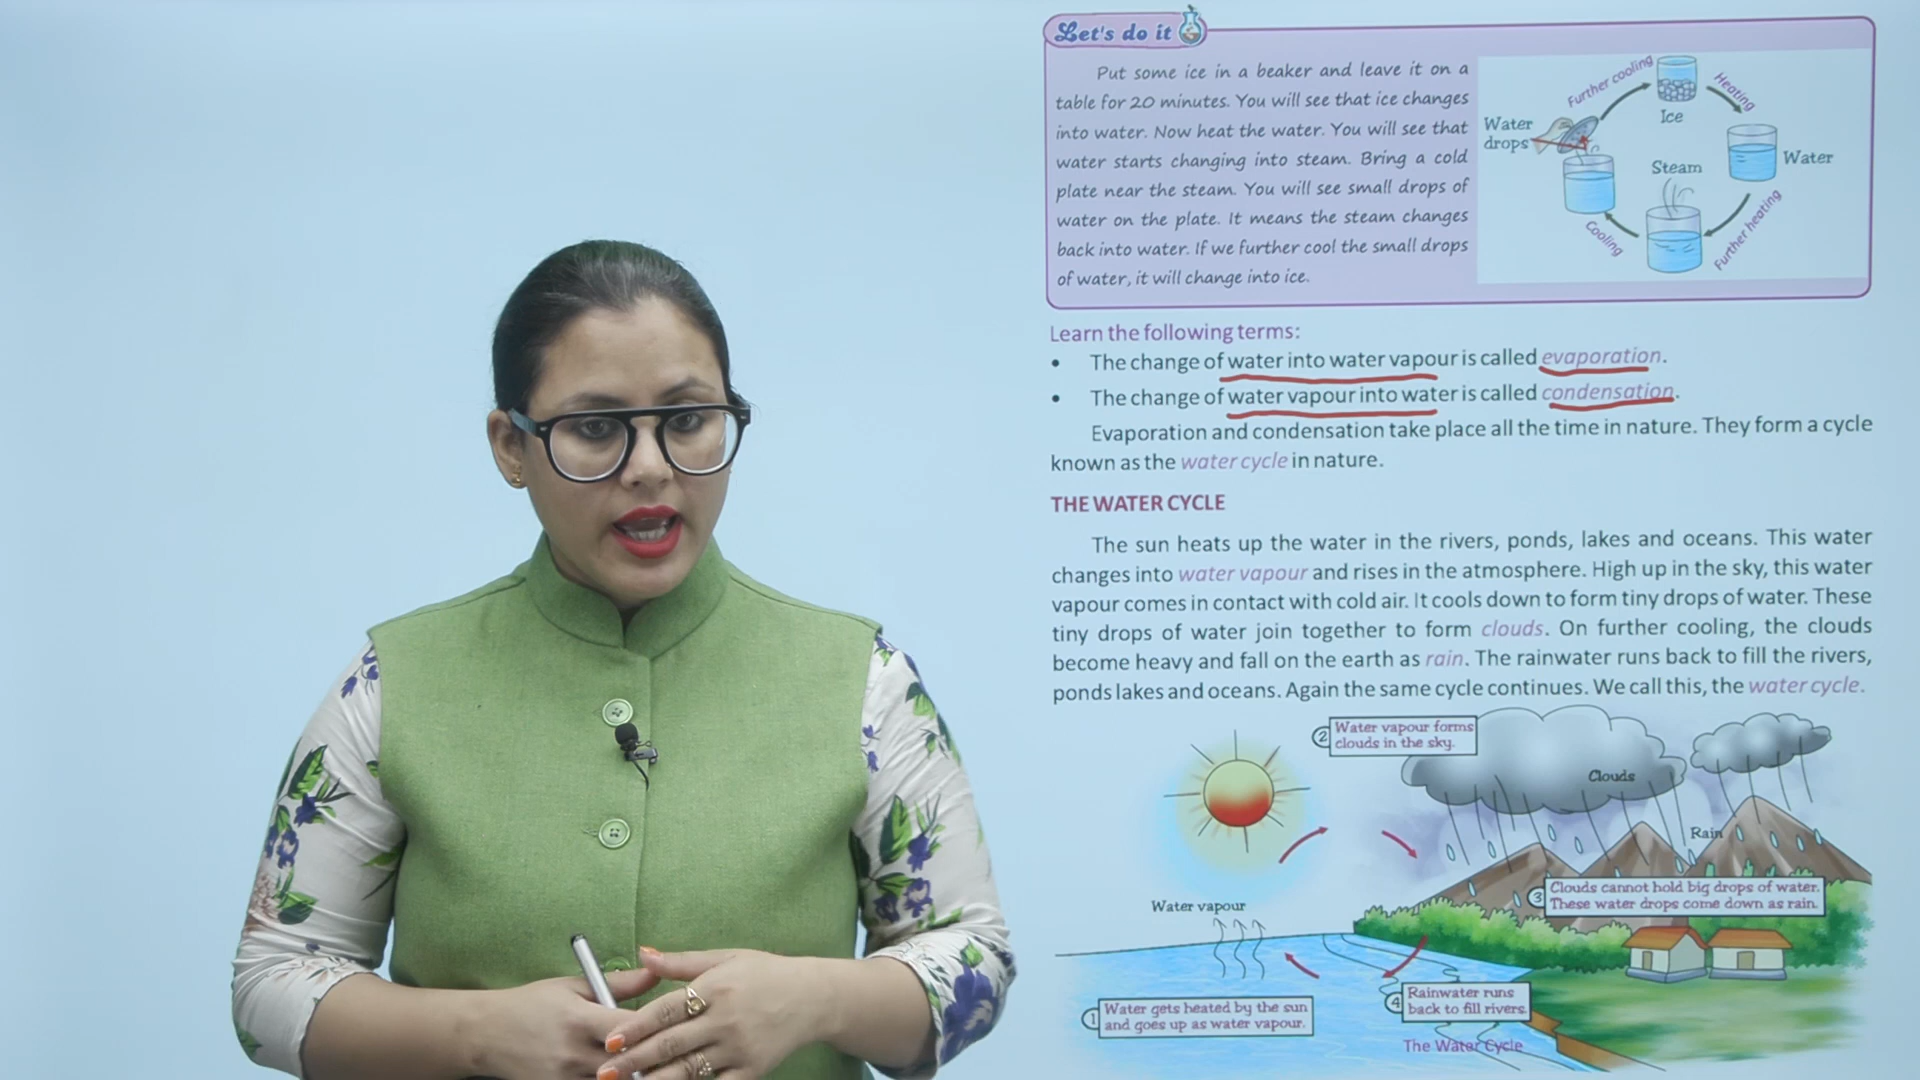 Let's do it
Put some ice in a beaker and leave it on a
table for 20 minutes. You will see that ice changes
into water. Now heat the water. You will see that
water starts changing into steam. Bring a cold
plate near the steam. You will see small drops of
water on the plate. It means the steam changes
back into water. If we further cool the small drops
of water, it will change into ice.
Further cooling
Heating
Ice
Water
drops
Water
Steam
Cooling
Further heating
Learn the following terms:
• The change of water into water vapour is called evaporation.
• The change of water vapour into water is called condensation.
Evaporation and condensation take place all the time in nature. They form a cycle
known as the water cycle in nature.
THE WATER CYCLE
The sun heats up the water in the rivers, ponds, lakes and oceans. This water
changes into water vapour and rises in the atmosphere. High up in the sky, this water
vapour comes in contact with cold air. It cools down to form tiny drops of water. These
tiny drops of water join together to form clouds. On further cooling, the clouds
become heavy and fall on the earth as rain. The rainwater runs back to fill the rivers,
ponds lakes and oceans. Again the same cycle continues. We call this, the water cycle.
2 Water vapour forms
clouds in the sky.
Clouds
Rain
3 Clouds cannot hold big drops of water.
These water drops come down as rain.
Water vapour
1 Water gets heated by the sun
and goes up as water vapour.
4 Rainwater runs
back to fill rivers.
The Water Cycle